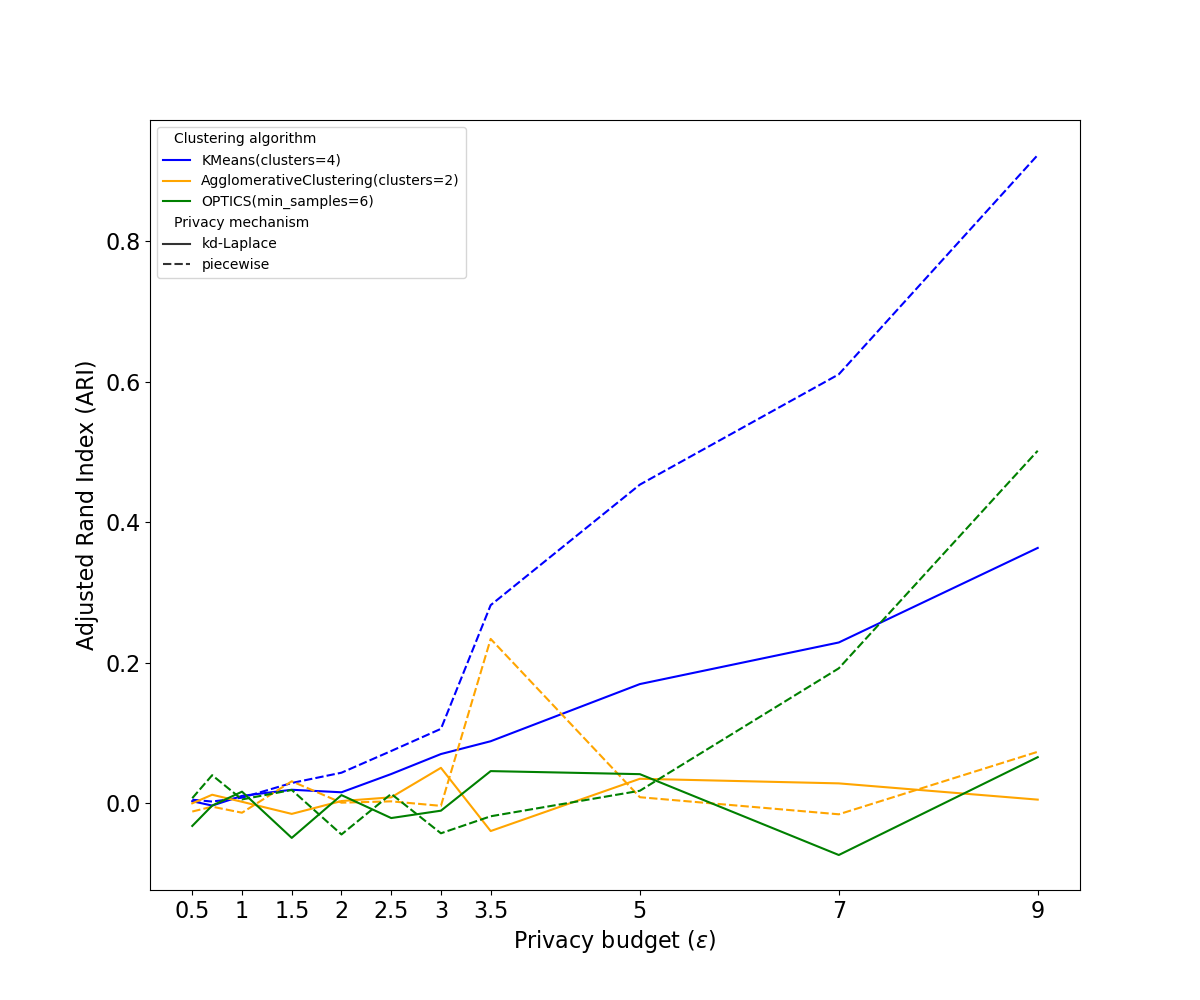 Clustering algorithm
KMeans(clusters=4)
AgglomerativeClustering(clusters=2)
OPTICS(min_samples=6)
Privacy mechanism
kd-Laplace
piecewise
Adjusted Rand Index (ARI)
0.8
0.6
0.4
0.2
0.0
0.5 1 1.5 2 2.5 3 3.5 5 7 9
Privacy budget (ε)